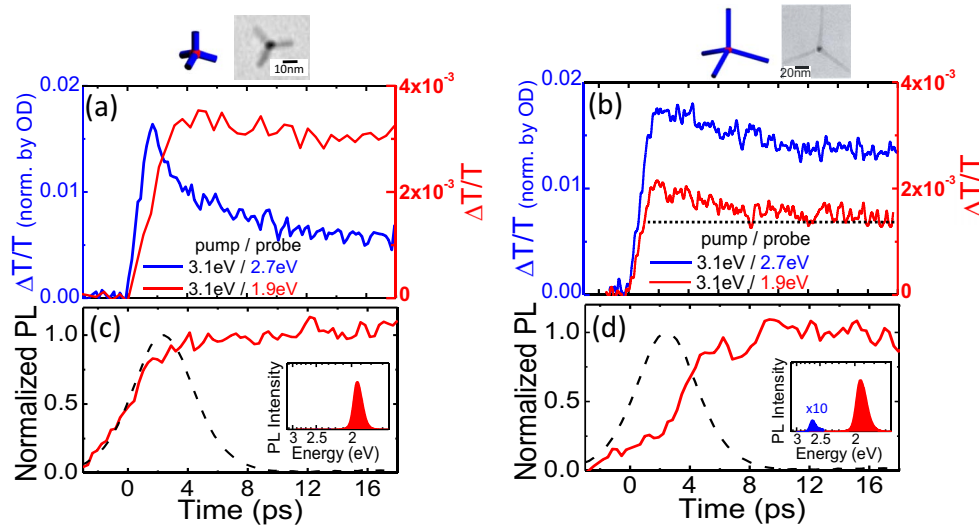 10nm
20nm
(a)
0.02
0.01
0.00
ΔT/T (norm. by OD)
4x10-3
2x10-3
0
ΔT/T
pump / probe
3.1eV / 2.7eV
3.1eV / 1.9eV
(b)
0.02
0.01
0.00
ΔT/T (norm. by OD)
4x10-3
2x10-3
0
ΔT/T
pump / probe
3.1eV / 2.7eV
3.1eV / 1.9eV
(c)
Normalized PL
1.0
0.5
0.0
PL Intensity
3 2.5 2
Energy (eV)
0 4 8 12 16
Time (ps)
(d)
Normalized PL
1.0
0.5
0.0
x10
PL Intensity
3 2.5 2
Energy (eV)
0 4 8 12 16
Time (ps)